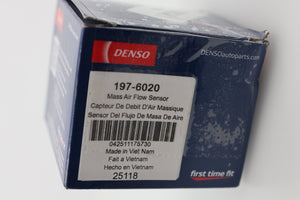 DENSO
DENSOautoparts.com
197-6020
Mass Air Flow Sensor
Capteur De Debit D'Air Massique
Sensor Del Flujo De Masa De Aire
042511175730
Made in Viet Nam
Fait a Vietnam
Hecho en Vietnam
25118
first time fit